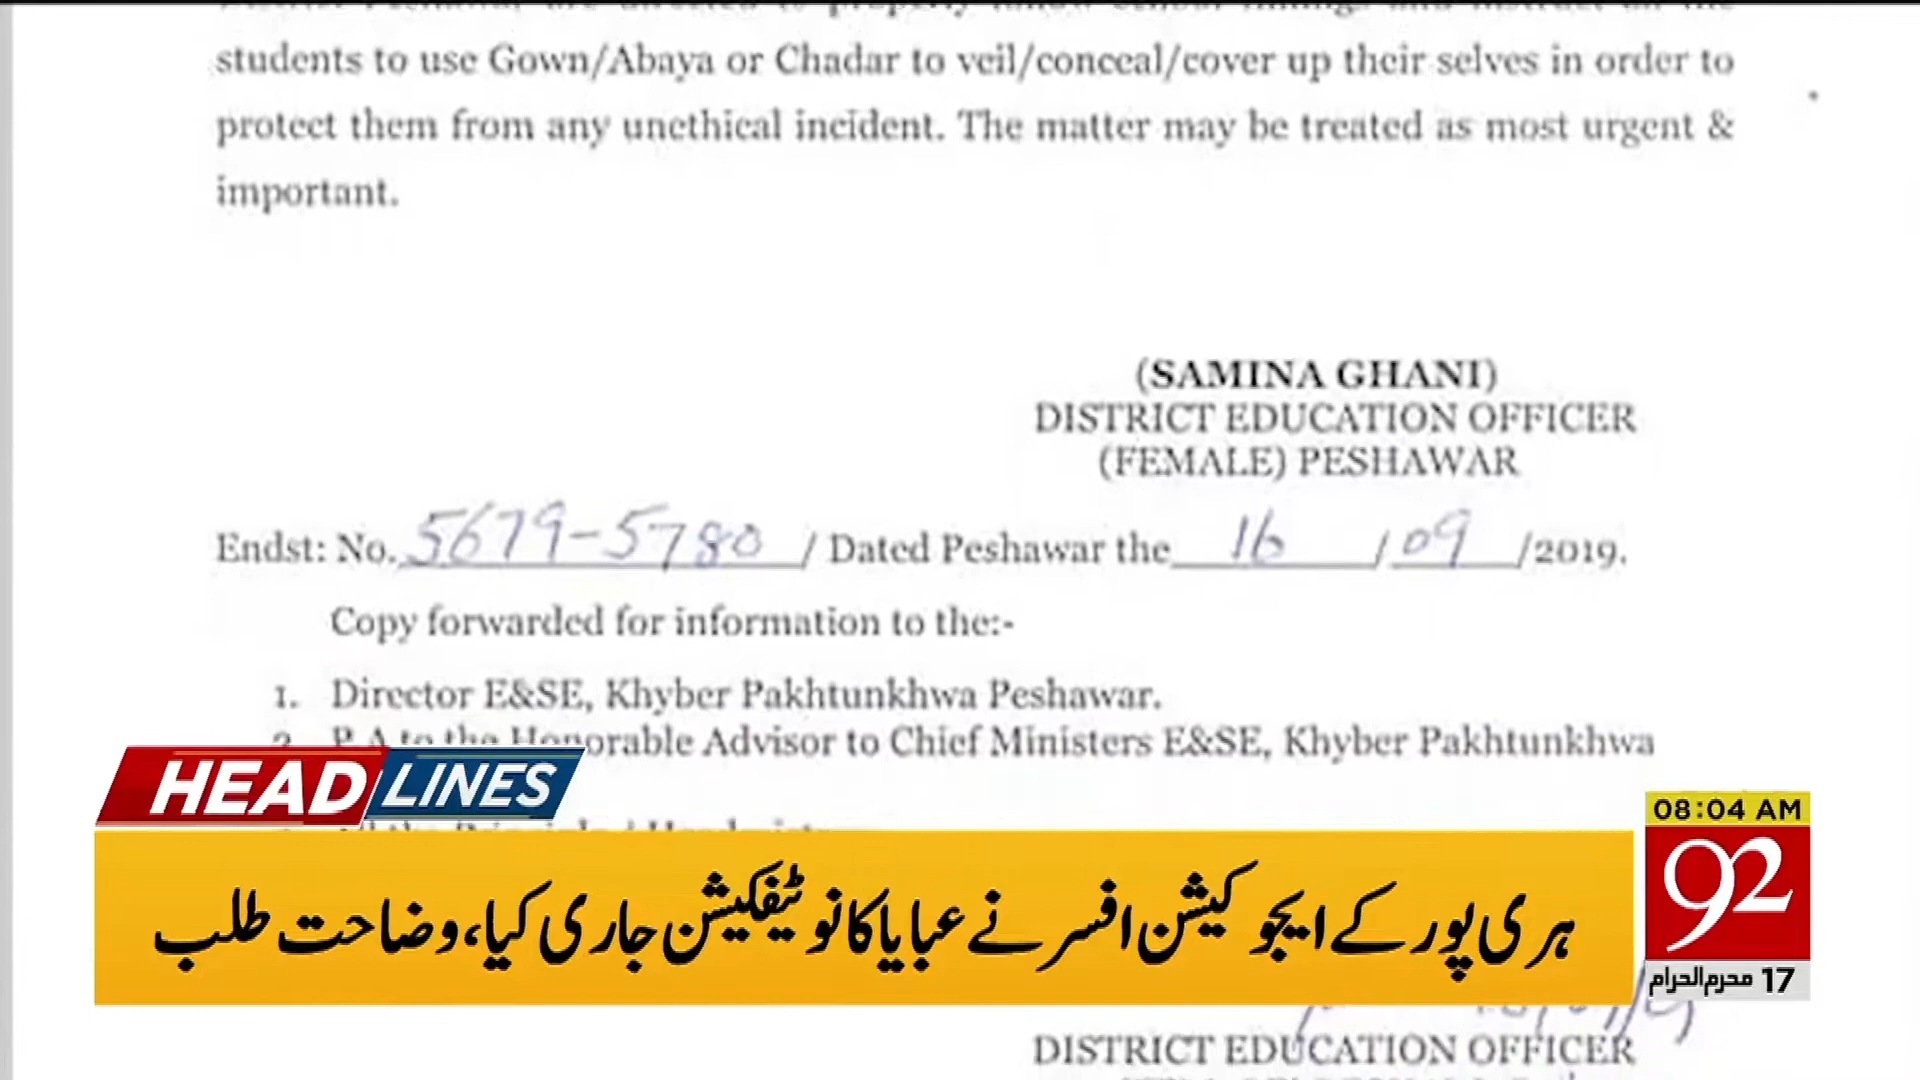 students to use Gown/Abaya or Chadar to veil/conceal/cover up their selves in order to
protect them from any unethical incident. The matter may be treated as most urgent &
important.
(SAMINA GHANI)
DISTRICT EDUCATION OFFICER
(FEMALE) PESHAWAR
Endst: No. 5679-5780 / Dated Peshawar the 16 / 09 /2019.
Copy forwarded for information to the:-
1. Director E&SE, Khyber Pakhtunkhwa Peshawar.
2. P.A to the Honorable Advisor to Chief Ministers E&SE, Khyber Pakhtunkhwa
HEADLINES
08:04 AM
92
ہری پور کے ایجوکیشن افسر نے عبایا کا نوٹیفکیشن جاری کیا، وضاحت طلب
17 محرم الحرام
DISTRICT EDUCATION OFFICER